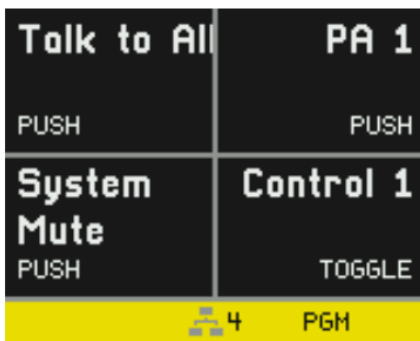 Talk to All
PA 1
PUSH
PUSH
System
Mute
Control 1
PUSH
TOGGLE
4 PGM